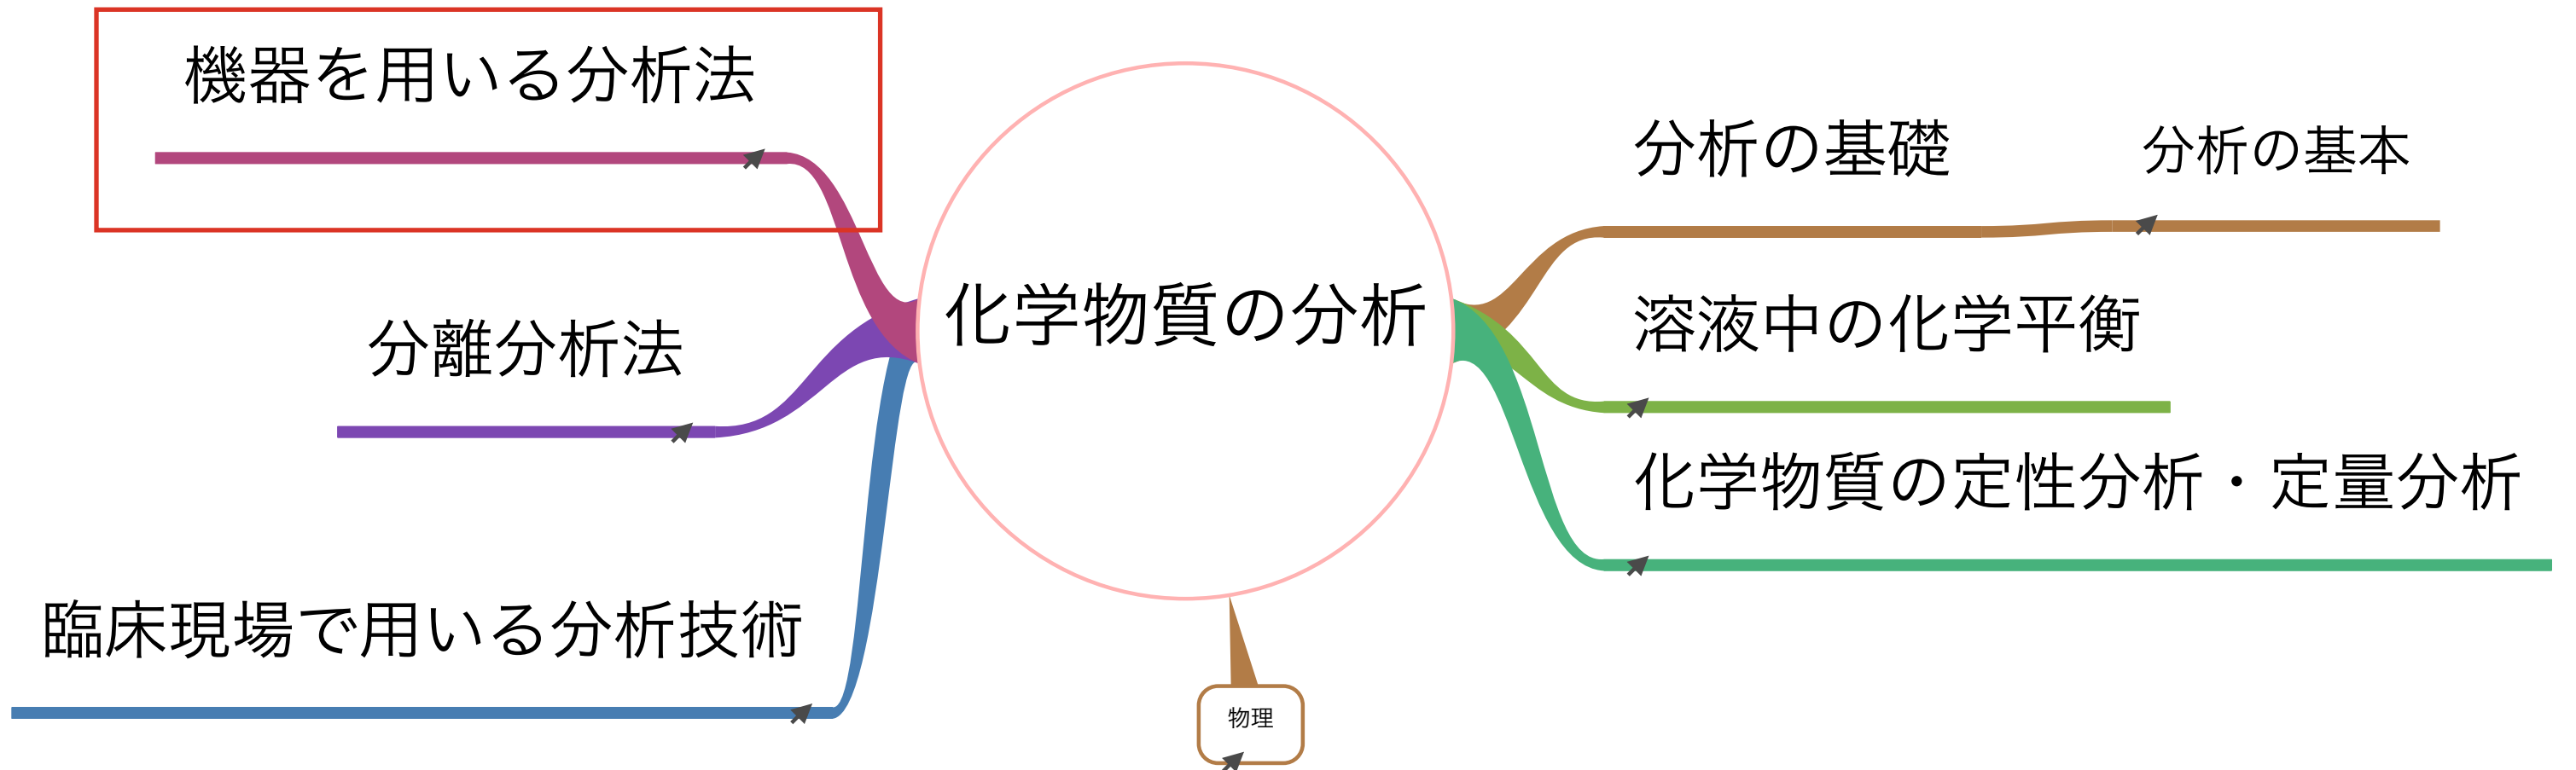 機器を用いる分析法
分離分析法
臨床現場で用いる分析技術
化学物質の分析
物理
分析の基礎
分析の基本
溶液中の化学平衡
化学物質の定性分析・定量分析